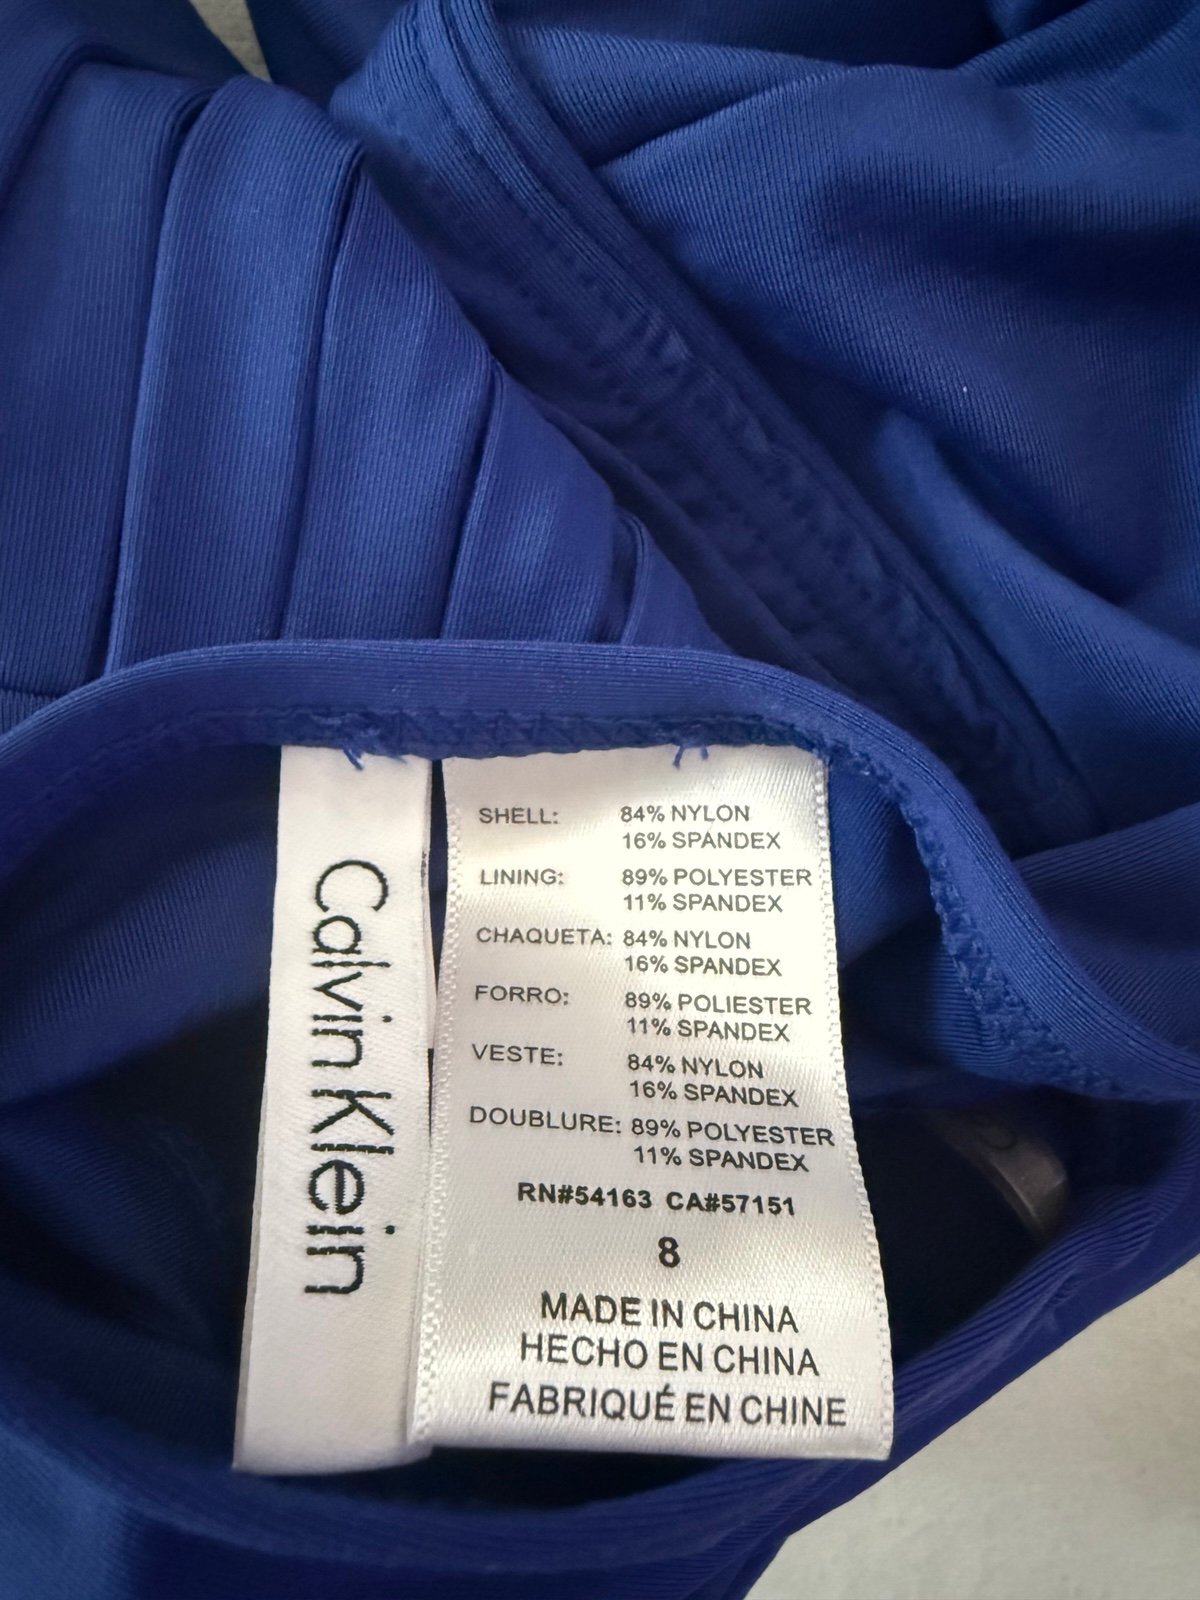 Calvin Klein
SHELL: 84% NYLON
16% SPANDEX
LINING: 89% POLYESTER
11% SPANDEX
CHAQUETA: 84% NYLON
16% SPANDEX
FORRO: 89% POLIESTER
11% SPANDEX
VESTE: 84% NYLON
16% SPANDEX
DOUBLURE: 89% POLYESTER
11% SPANDEX
RN#54163 CA#57151
8
MADE IN CHINA
HECHO EN CHINA
FABRIQUÉ EN CHINE